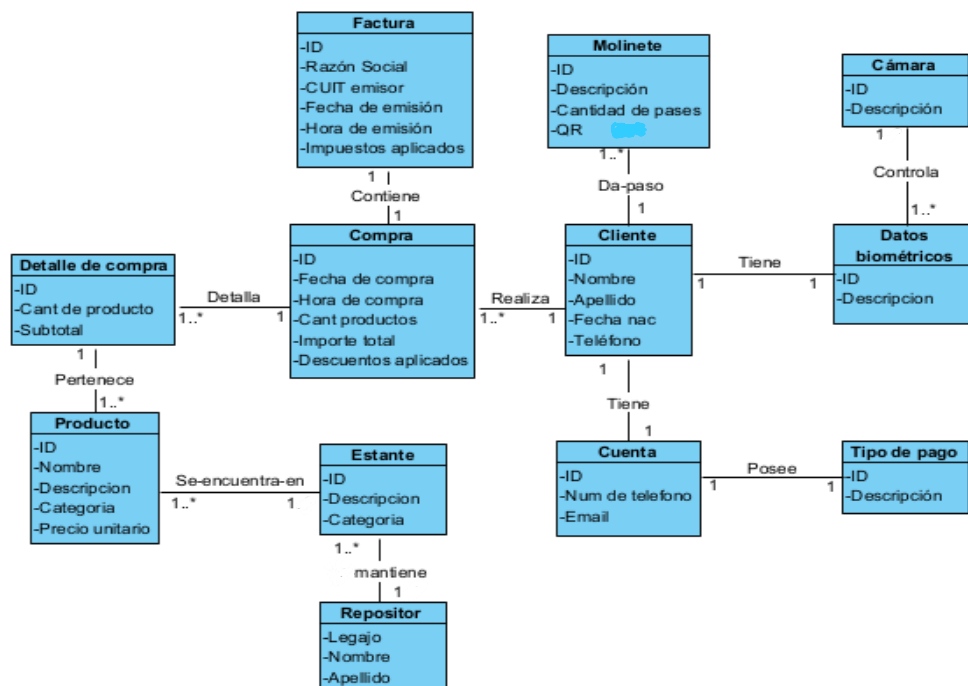 Factura
-ID
-Razón Social
-CUIT emisor
-Fecha de emisión
-Hora de emisión
-Impuestos aplicados
Molinete
-ID
-Descripción
-Cantidad de pases
-QR
Cámara
-ID
-Descripción
1
Contiene
1
1..*
Da-paso
1
1
Controla
1..*
Detalle de compra
-ID
-Cant de producto
-Subtotal
Detalla
1..*
1
Compra
-ID
-Fecha de compra
-Hora de compra
-Cant productos
-Importe total
-Descuentos aplicados
Realiza
1..*
1
Cliente
-ID
-Nombre
-Apellido
-Fecha nac
-Teléfono
Tiene
1
1
Datos
biométricos
-ID
-Descripcion
1
Pertenece
1..*
1
Tiene
1
Producto
-ID
-Nombre
-Descripcion
-Categoria
-Precio unitario
Se-encuentra-en
1..*
1
Estante
-ID
-Descripcion
-Categoria
Cuenta
-ID
-Num de telefono
-Email
Posee
1
1
Tipo de pago
-ID
-Descripción
1..*
mantiene
1
Repositor
-Legajo
-Nombre
-Apellido